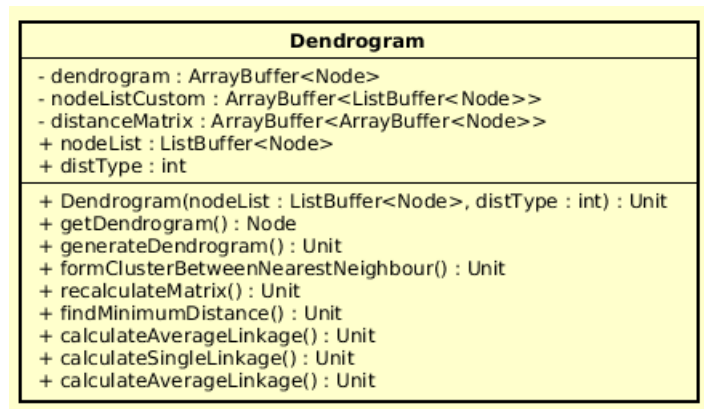 Dendrogram
- dendrogram : ArrayBuffer<Node>
- nodeListCustom : ArrayBuffer<ListBuffer<Node>>
- distanceMatrix : ArrayBuffer<ArrayBuffer<Node>>
+ nodeList : ListBuffer<Node>
+ distType : int
+ Dendrogram(nodeList : ListBuffer<Node>, distType : int) : Unit
+ getDendrogram() : Node
+ generateDendrogram() : Unit
+ formClusterBetweenNearestNeighbour() : Unit
+ recalculateMatrix() : Unit
+ findMinimumDistance() : Unit
+ calculateAverageLinkage() : Unit
+ calculateSingleLinkage() : Unit
+ calculateAverageLinkage() : Unit